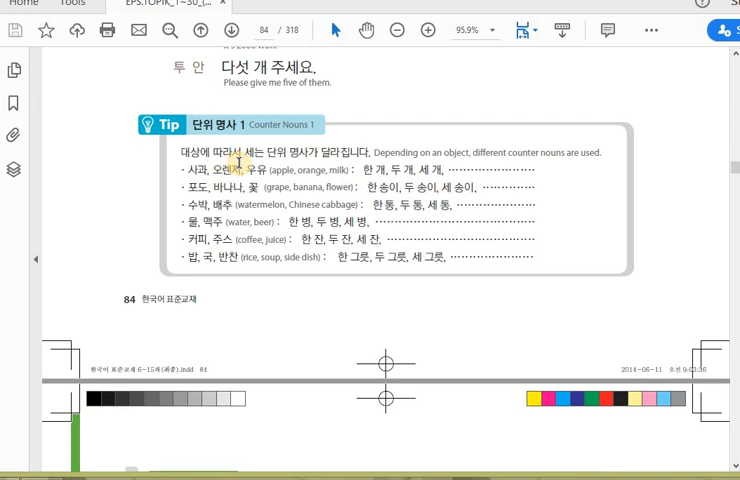 Home Tools EPS.TOPIK_1~30_(... ×
84 / 318 95.9%
투 안 다섯 개 주세요.
Please give me five of them.
Tip 단위 명사 1 Counter Nouns 1
대상에 따라서 세는 단위 명사가 달라집니다. Depending on an object, different counter nouns are used.
· 사과, 오렌지, 우유 (apple, orange, milk) : 한 개, 두 개, 세 개, ························
· 포도, 바나나, 꽃 (grape, banana, flower) : 한 송이, 두 송이, 세 송이, ··············
· 수박, 배추 (watermelon, Chinese cabbage) : 한 통, 두 통, 세 통, ·····················
· 물, 맥주 (water, beer) : 한 병, 두 병, 세 병, ·········································
· 커피, 주스 (coffee, juice) : 한 잔, 두 잔, 세 잔, ······································
· 밥, 국, 반찬 (rice, soup, side dish) : 한 그릇, 두 그릇, 세 그릇, ·····················
84 한국어 표준교재
한국어 표준교재 6-15과(최종).indd 84 2014-06-11 오전 9:03:36